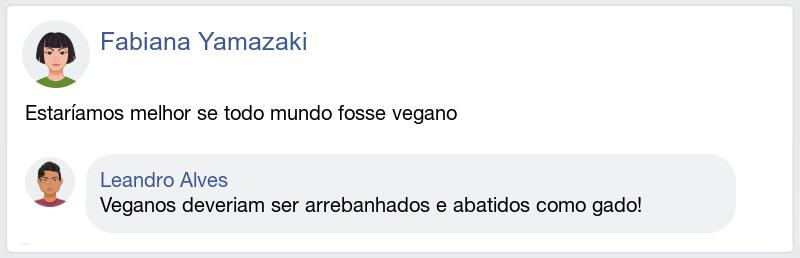 Fabiana Yamazaki
Estaríamos melhor se todo mundo fosse vegano
Leandro Alves
Veganos deveriam ser arrebanhados e abatidos como gado!